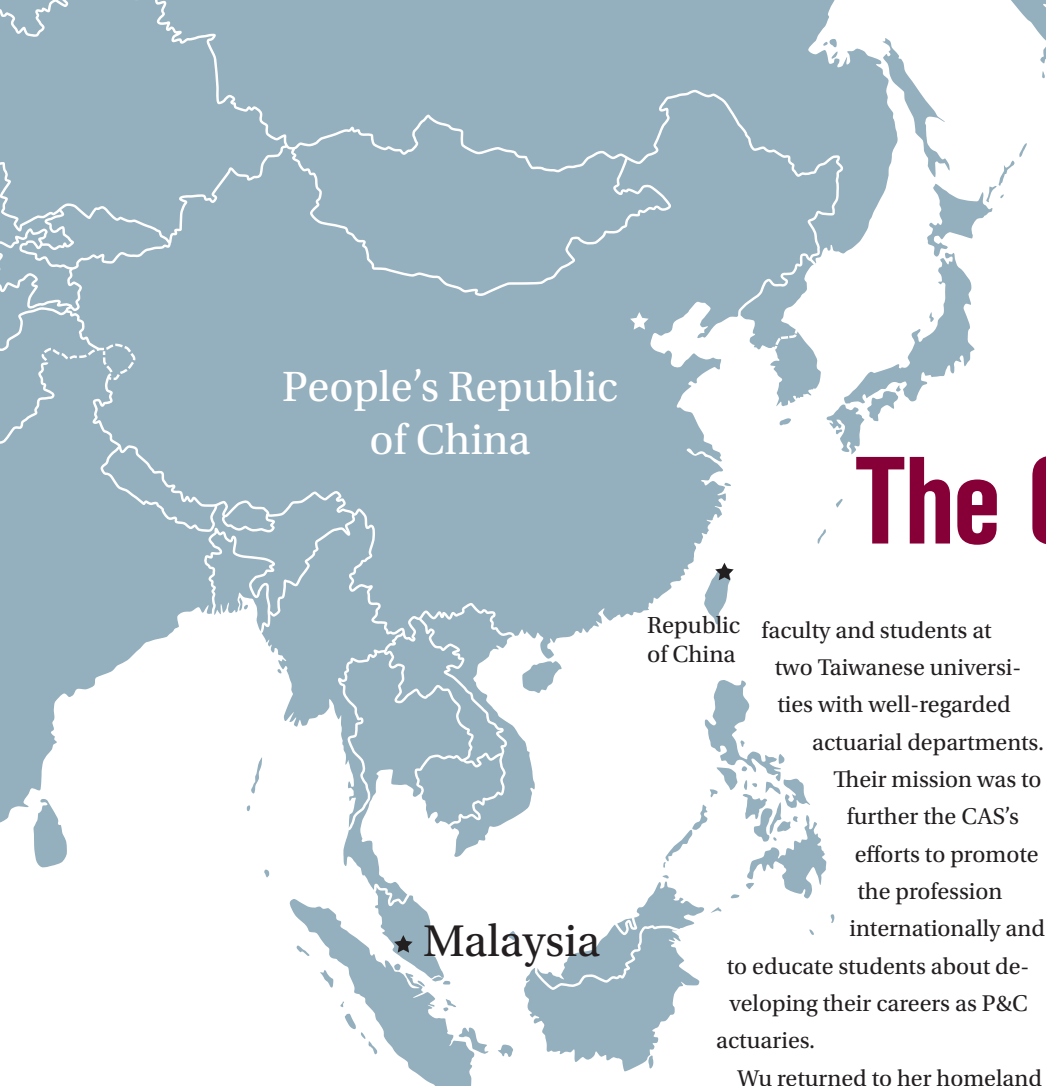 People's Republic
of China
The
Republic
of China
Malaysia
faculty and students at
two Taiwanese universi-
ties with well-regarded
actuarial departments.
Their mission was to
further the CAS's
efforts to promote
the profession
internationally and
to educate students about de-
veloping their careers as P&C
actuaries.
Wu returned to her homeland